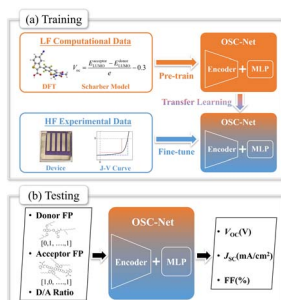 (a) Training
LF Computational Data
OSC-Net
Pre-train
Encoder + MLP
DFT
Scharber Model
Transfer Learning
HF Experimental Data
OSC-Net
Fine-tune
Encoder + MLP
Device
J-V Curve
(b) Testing
• Donor FP
[0,1, ....,1]
Acceptor FP
[1,0, ....,1]
• D/A Ratio
OSC-Net
Encoder + MLP
• VOC(V)
• JSC(mA/cm²)
• FF(%)